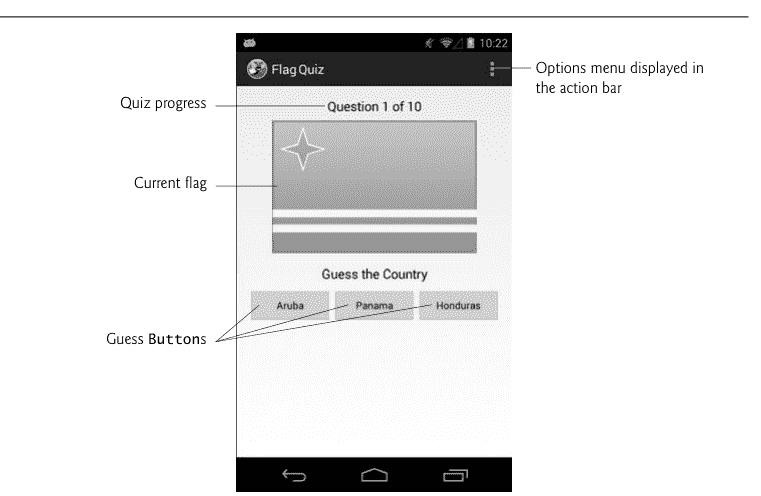 10:22
Flag Quiz
Options menu displayed in
the action bar
Quiz progress
Question 1 of 10
Current flag
Guess the Country
Aruba Panama Honduras
Guess Buttons